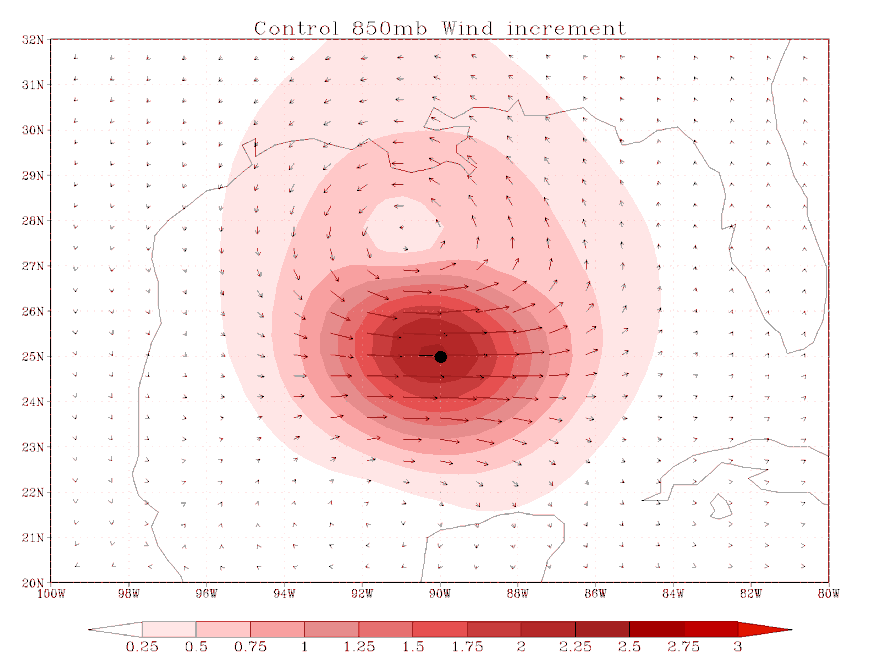 Control 850mb Wind increment
32N
31N
30N
29N
28N
27N
26N
25N
24N
23N
22N
21N
20N
100W 98W 96W 94W 92W 90W 88W 86W 84W 82W 80W
0.25 0.5 0.75 1 1.25 1.5 1.75 2 2.25 2.5 2.75 3